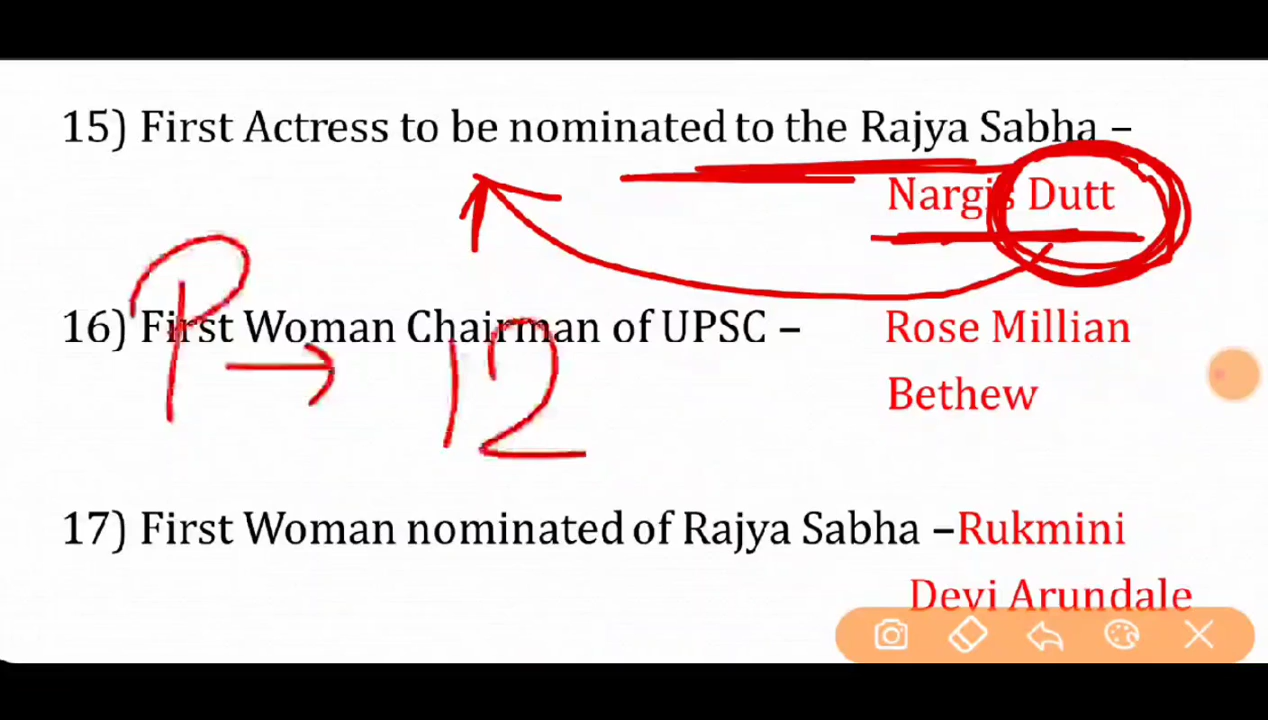 15) First Actress to be nominated to the Rajya Sabha –
Nargis Dutt
16) First Woman Chairman of UPSC – Rose Millian
Bethew
P → 12
17) First Woman nominated of Rajya Sabha –Rukmini
Devi Arundale